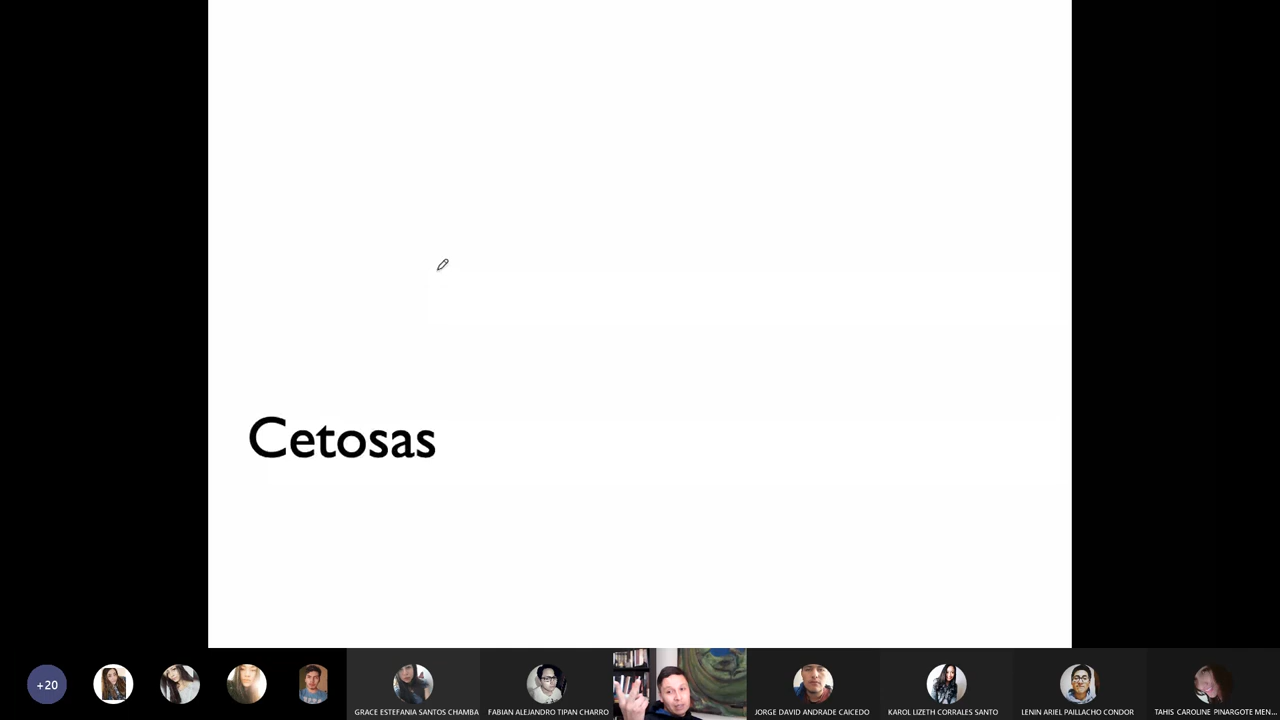 Cetosas
+20
GRACE ESTEFANIA SANTOS CHAMBA
FABIAN ALEJANDRO TIPAN CHARRO
JORGE DAVID ANDRADE CAICEDO
KAROL LIZETH CORRALES SANTO
LENIN ARIEL PAILLACHO CONDOR
TAHIS CAROLINE PINARGOTE MEN...